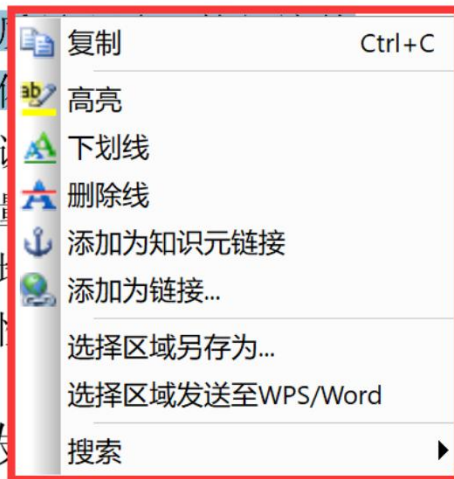 复制 Ctrl+C
高亮
下划线
删除线
添加为知识元链接
添加为链接...
选择区域另存为...
选择区域发送至WPS/Word
搜索